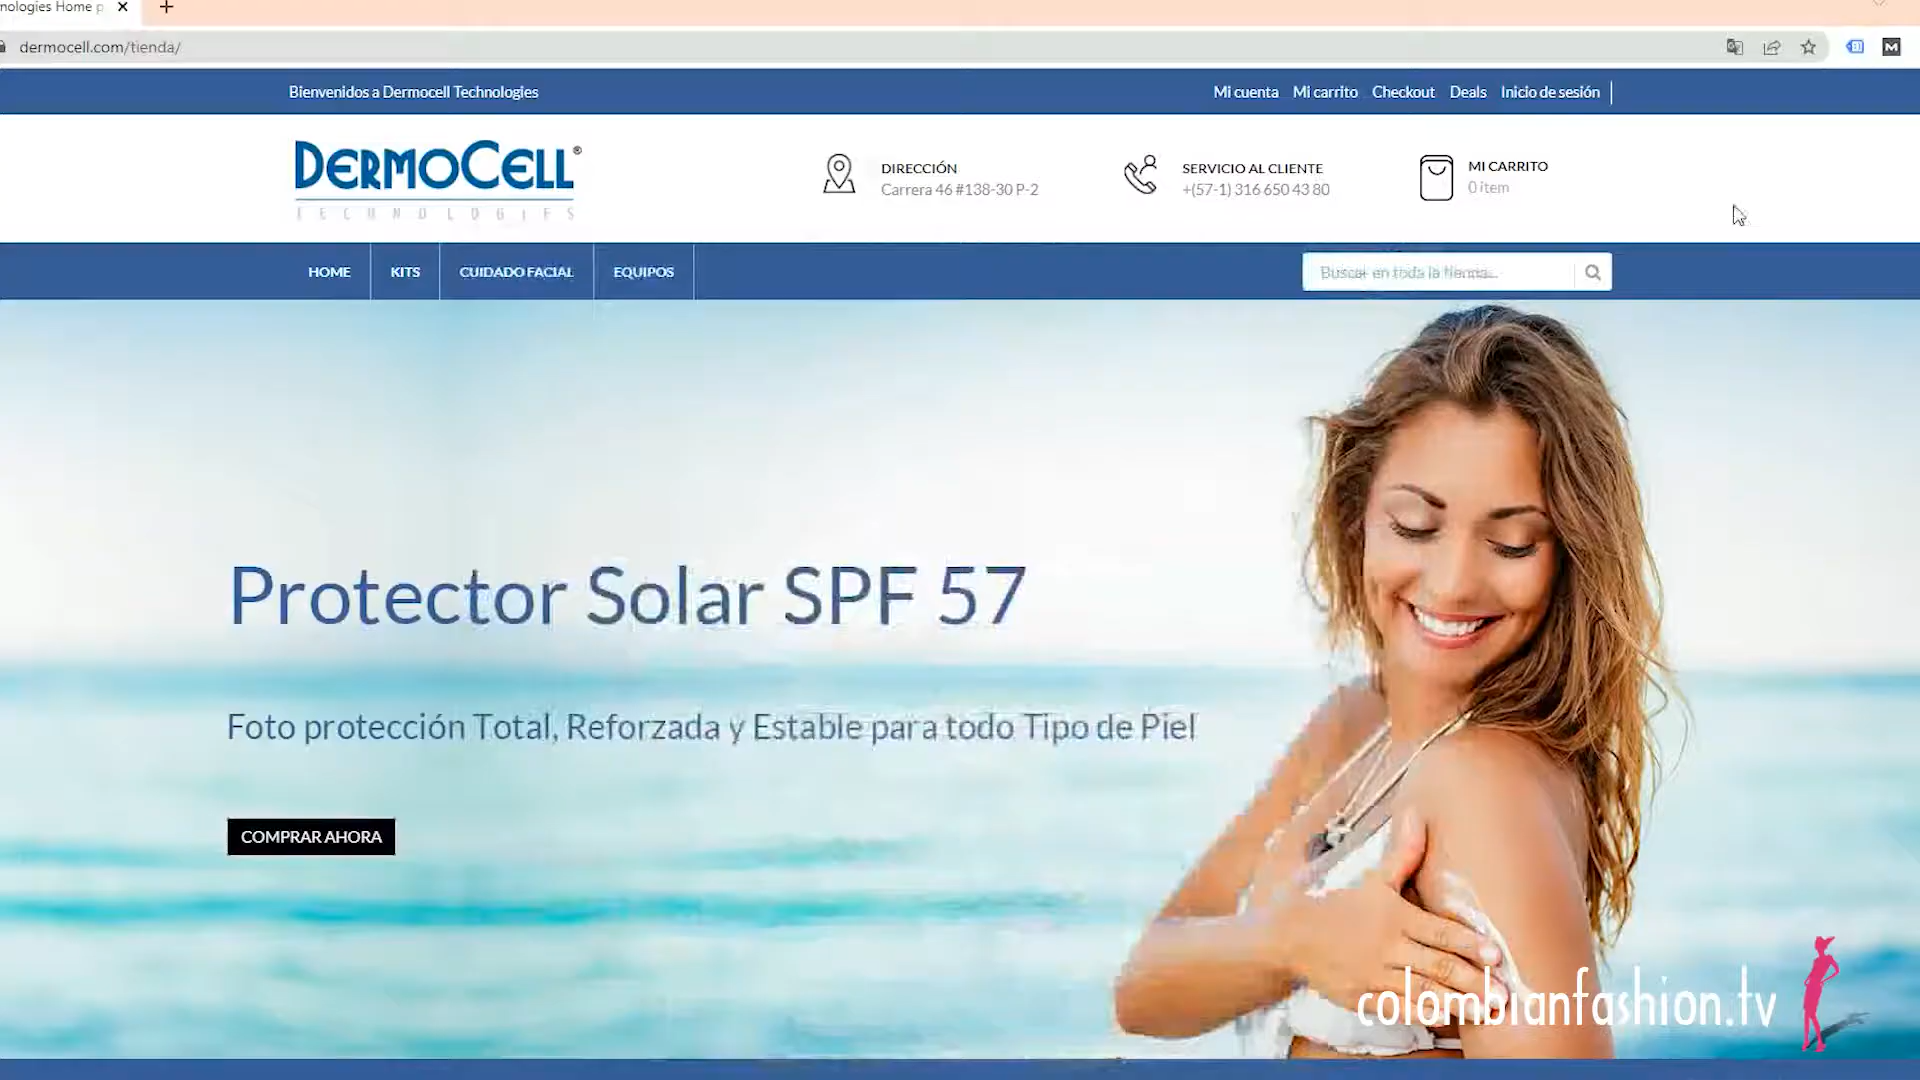 nologies Home p
dermocell.com/tienda/
Bienvenidos a Dermocell Technologies
Mi cuenta Mi carrito Checkout Deals Inicio de sesión
DERMOCELL®
TECHNOLOGIES
DIRECCIÓN
Carrera 46 #138-30 P-2
SERVICIO AL CLIENTE
+(57-1) 316 650 43 80
MI CARRITO
0 item
HOME KITS CUIDADO FACIAL EQUIPOS
Buscar en toda la tienda...
Protector Solar SPF 57
Foto protección Total, Reforzada y Estable para todo Tipo de Piel
COMPRAR AHORA
colombianfashion.tv